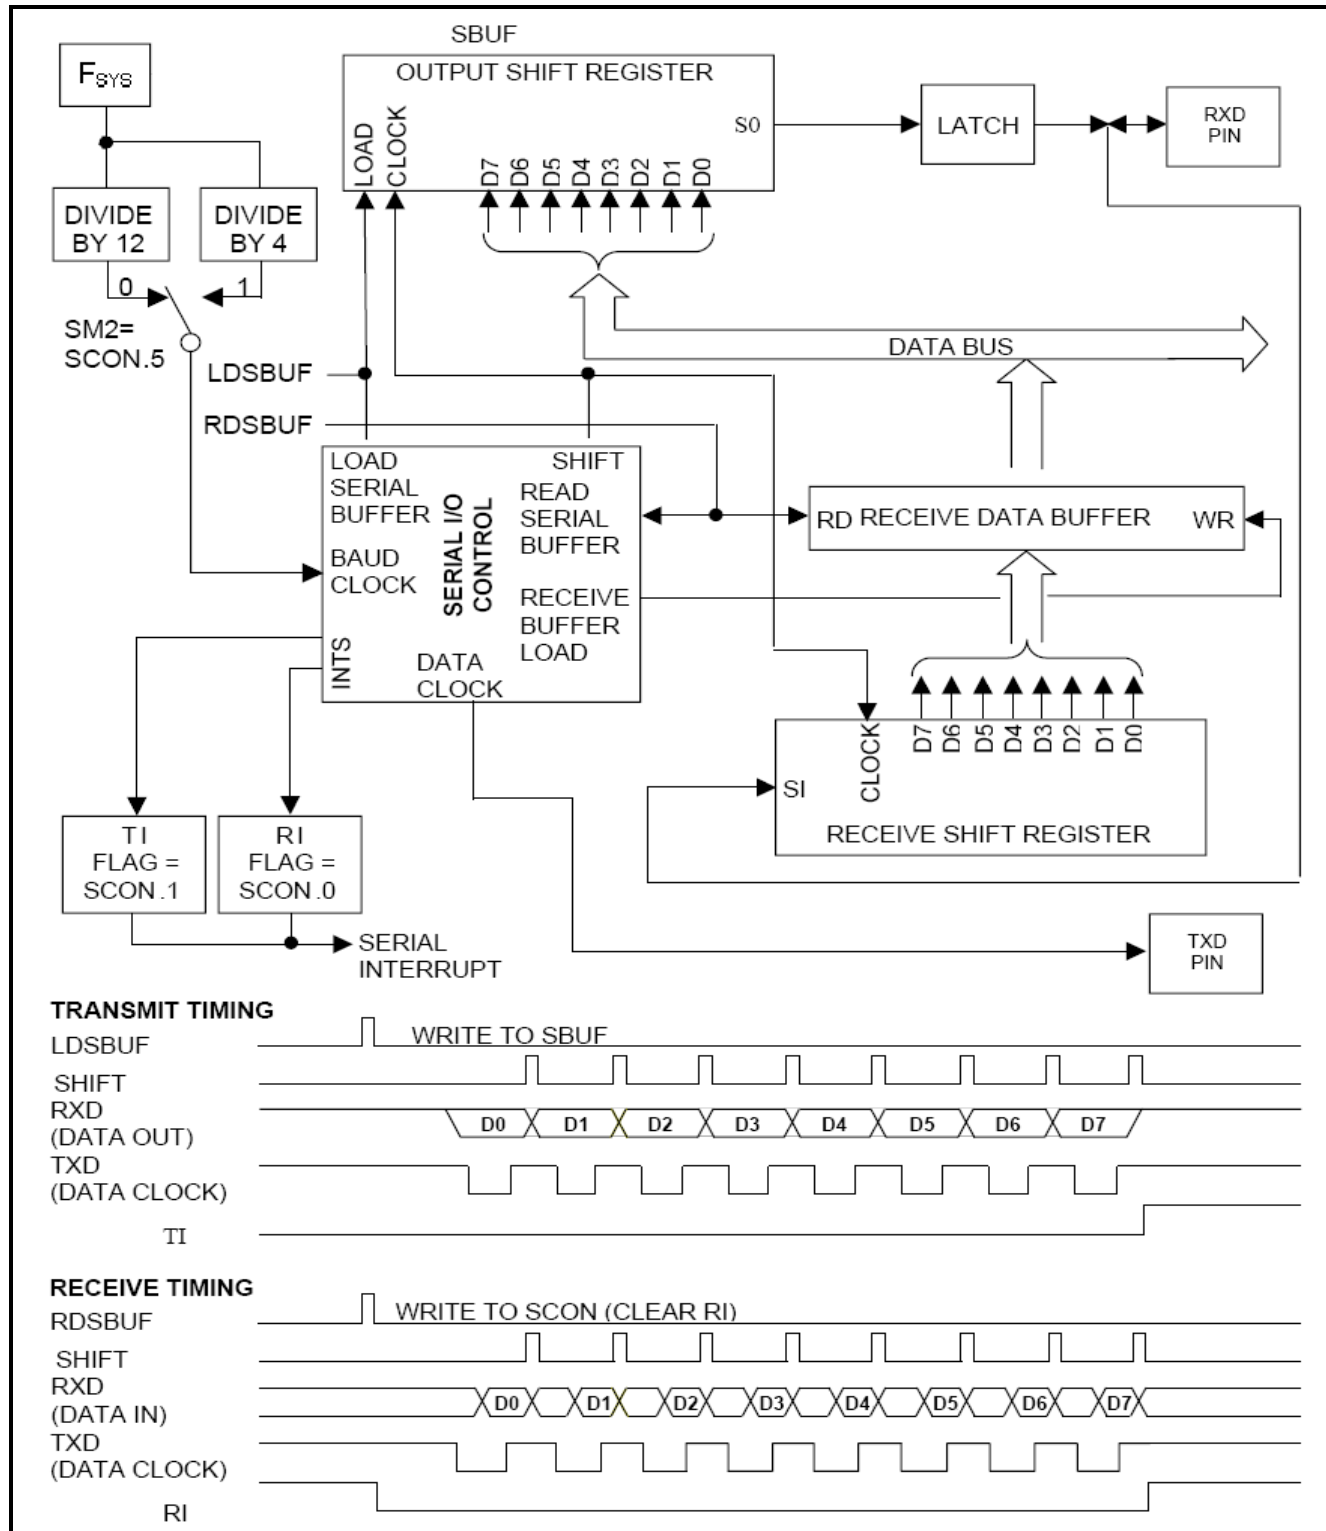 SBUF
OUTPUT SHIFT REGISTER
FSYS
LOAD
CLOCK
D7 D6 D5 D4 D3 D2 D1 D0
S0
LATCH
RXD
PIN
DIVIDE
BY 12
DIVIDE
BY 4
0
1
SM2=
SCON.5
DATA BUS
LDSBUF
RDSBUF
LOAD
SERIAL
BUFFER
SHIFT
READ
SERIAL
BUFFER
SERIAL I/O
CONTROL
BAUD
CLOCK
RECEIVE
BUFFER
LOAD
INTS
DATA
CLOCK
RD RECEIVE DATA BUFFER WR
D7 D6 D5 D4 D3 D2 D1 D0
CLOCK
SI
RECEIVE SHIFT REGISTER
TI
FLAG =
SCON.1
RI
FLAG =
SCON.0
SERIAL
INTERRUPT
TXD
PIN
TRANSMIT TIMING
LDSBUF
WRITE TO SBUF
SHIFT
RXD
(DATA OUT)
D0 D1 D2 D3 D4 D5 D6 D7
TXD
(DATA CLOCK)
TI
RECEIVE TIMING
RDSBUF
WRITE TO SCON (CLEAR RI)
SHIFT
RXD
(DATA IN)
D0 D1 D2 D3 D4 D5 D6 D7
TXD
(DATA CLOCK)
RI